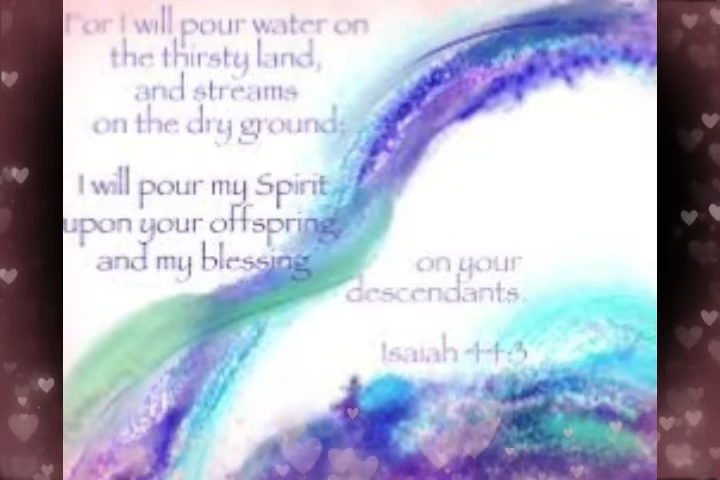 For I will pour water on
the thirsty land,
and streams
on the dry ground;
I will pour my Spirit
upon your offspring,
and my blessing
on your
descendants.
Isaiah 44:3